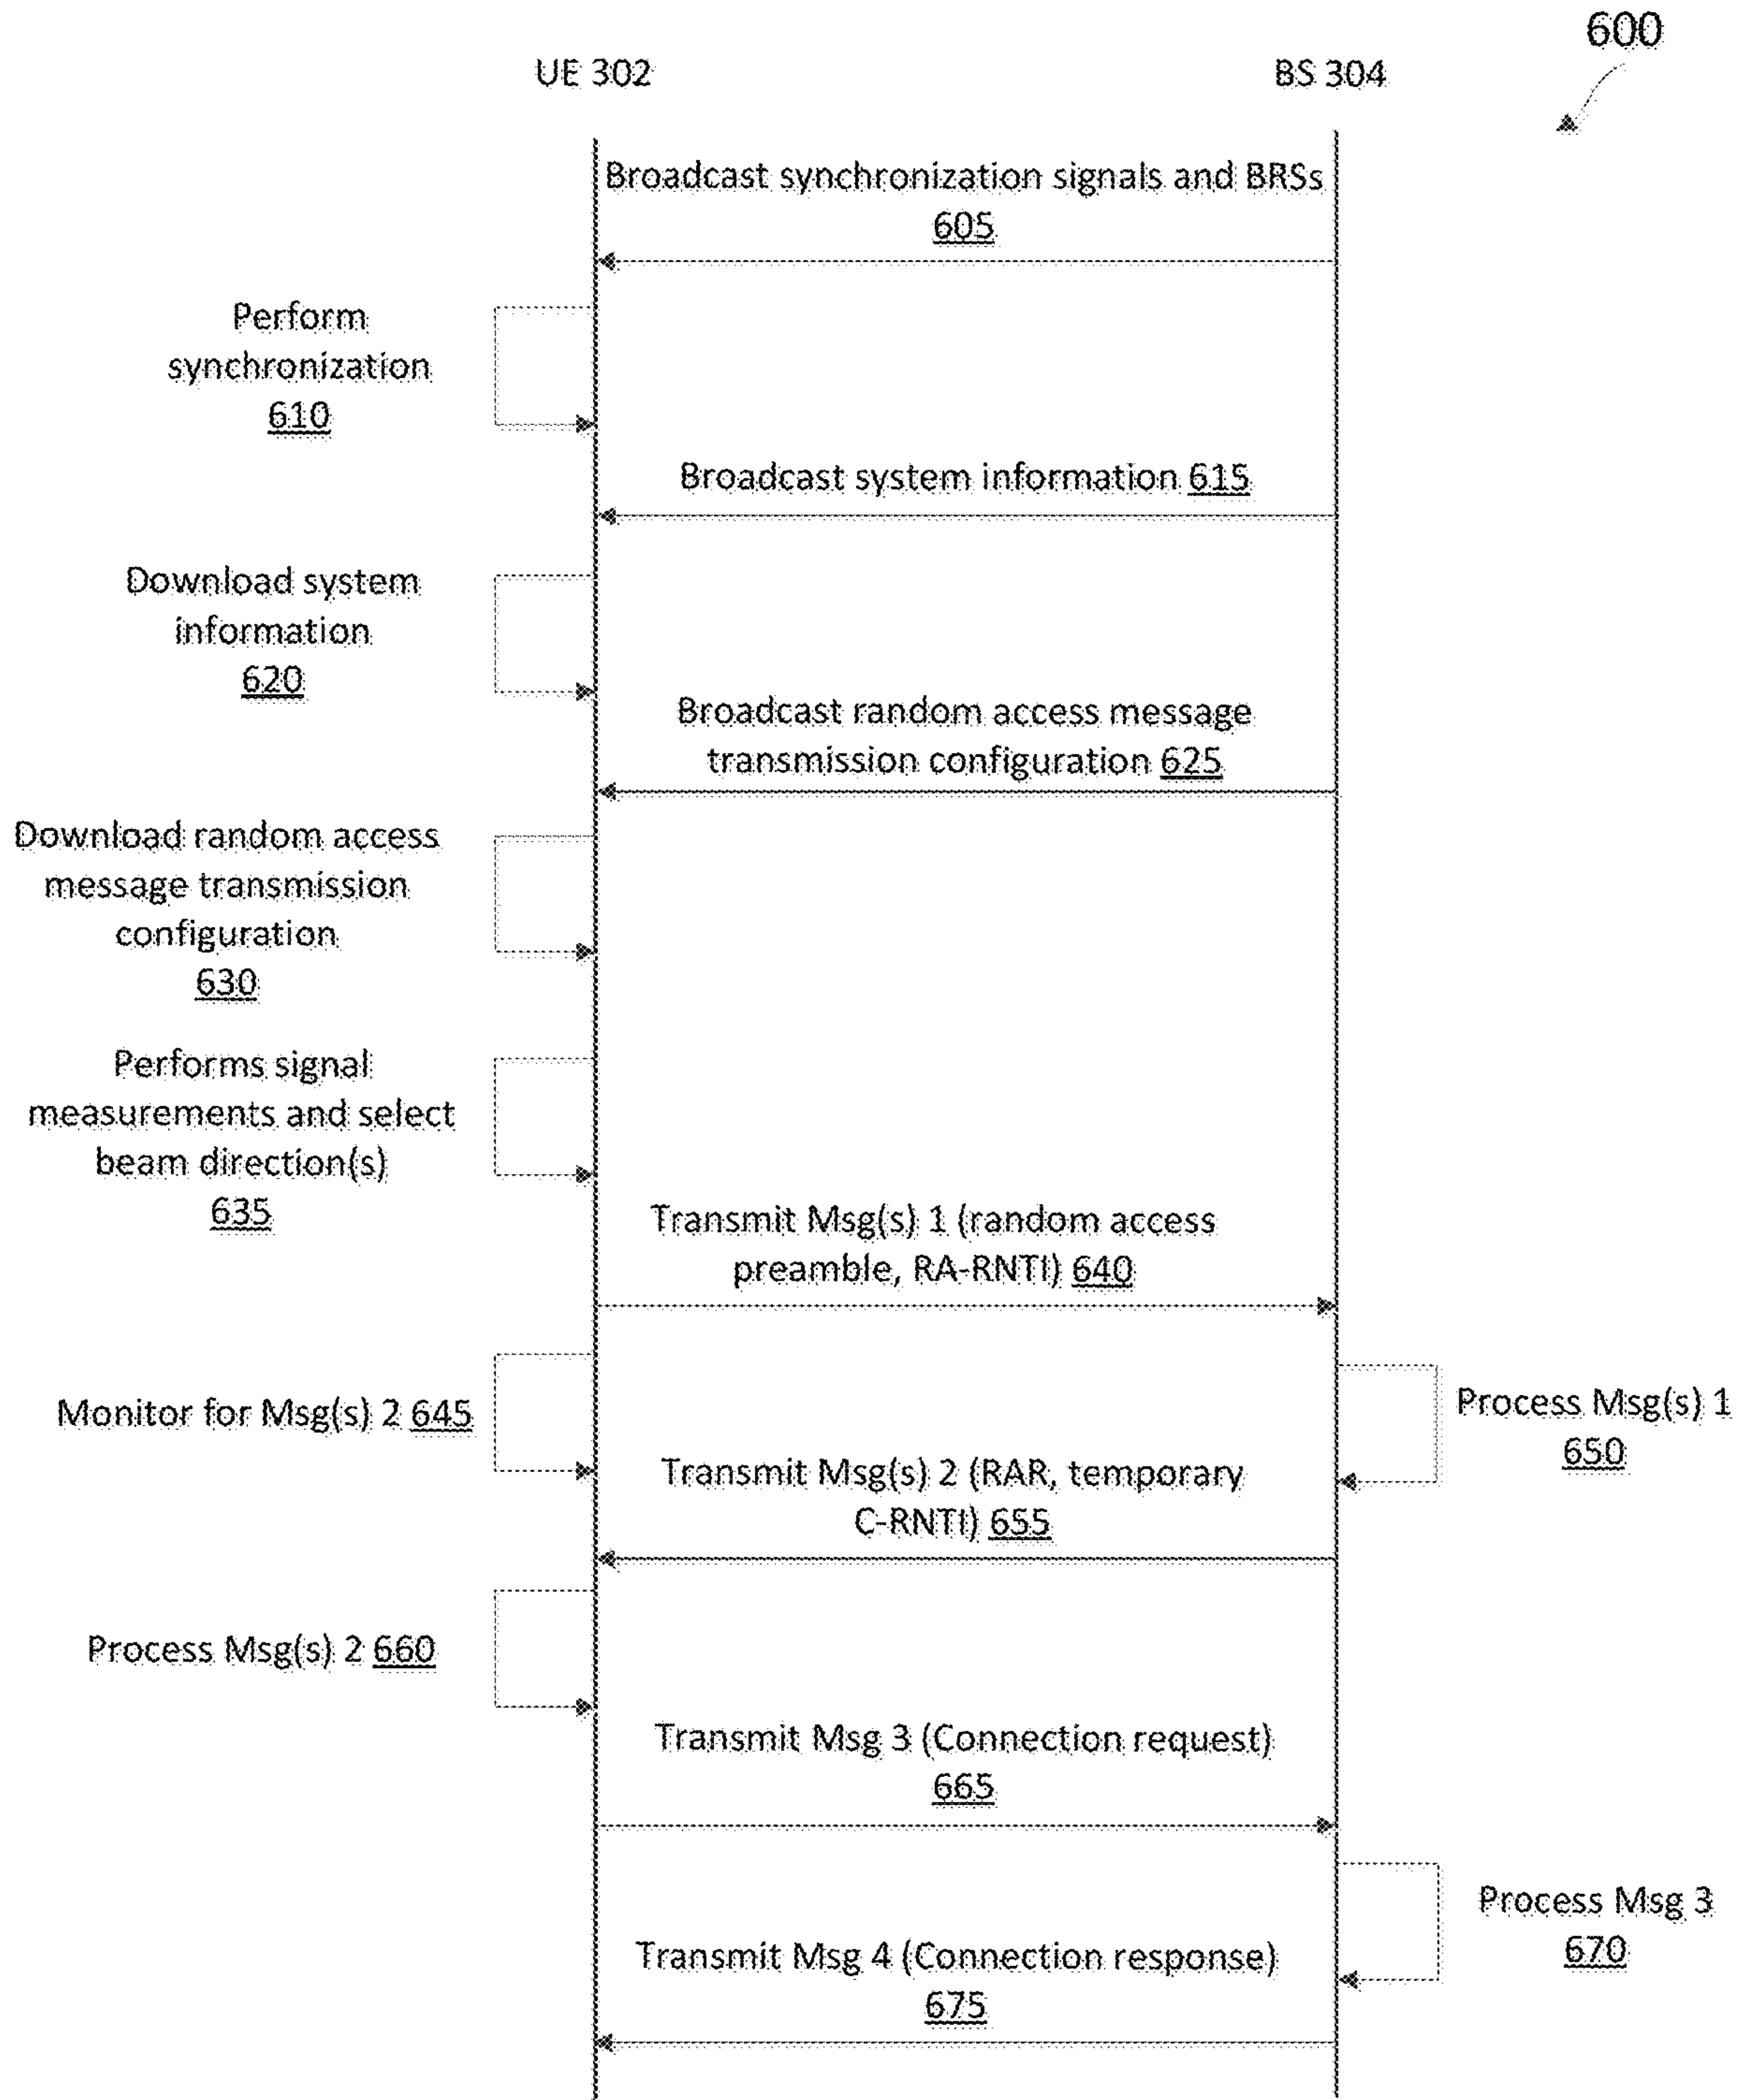 600
UE 302
BS 304
Broadcast synchronization signals and BRSs
605
Perform
synchronization
610
Broadcast system information 615
Download system
information
620
Broadcast random access message
transmission configuration 625
Download random access
message transmission
configuration
630
Performs signal
measurements and select
beam direction(s)
635
Transmit Msg(s) 1 (random access
preamble, RA-RNTI) 640
Monitor for Msg(s) 2 645
Process Msg(s) 1
650
Transmit Msg(s) 2 (RAR, temporary
C-RNTI) 655
Process Msg(s) 2 660
Transmit Msg 3 (Connection request)
665
Process Msg 3
670
Transmit Msg 4 (Connection response)
675